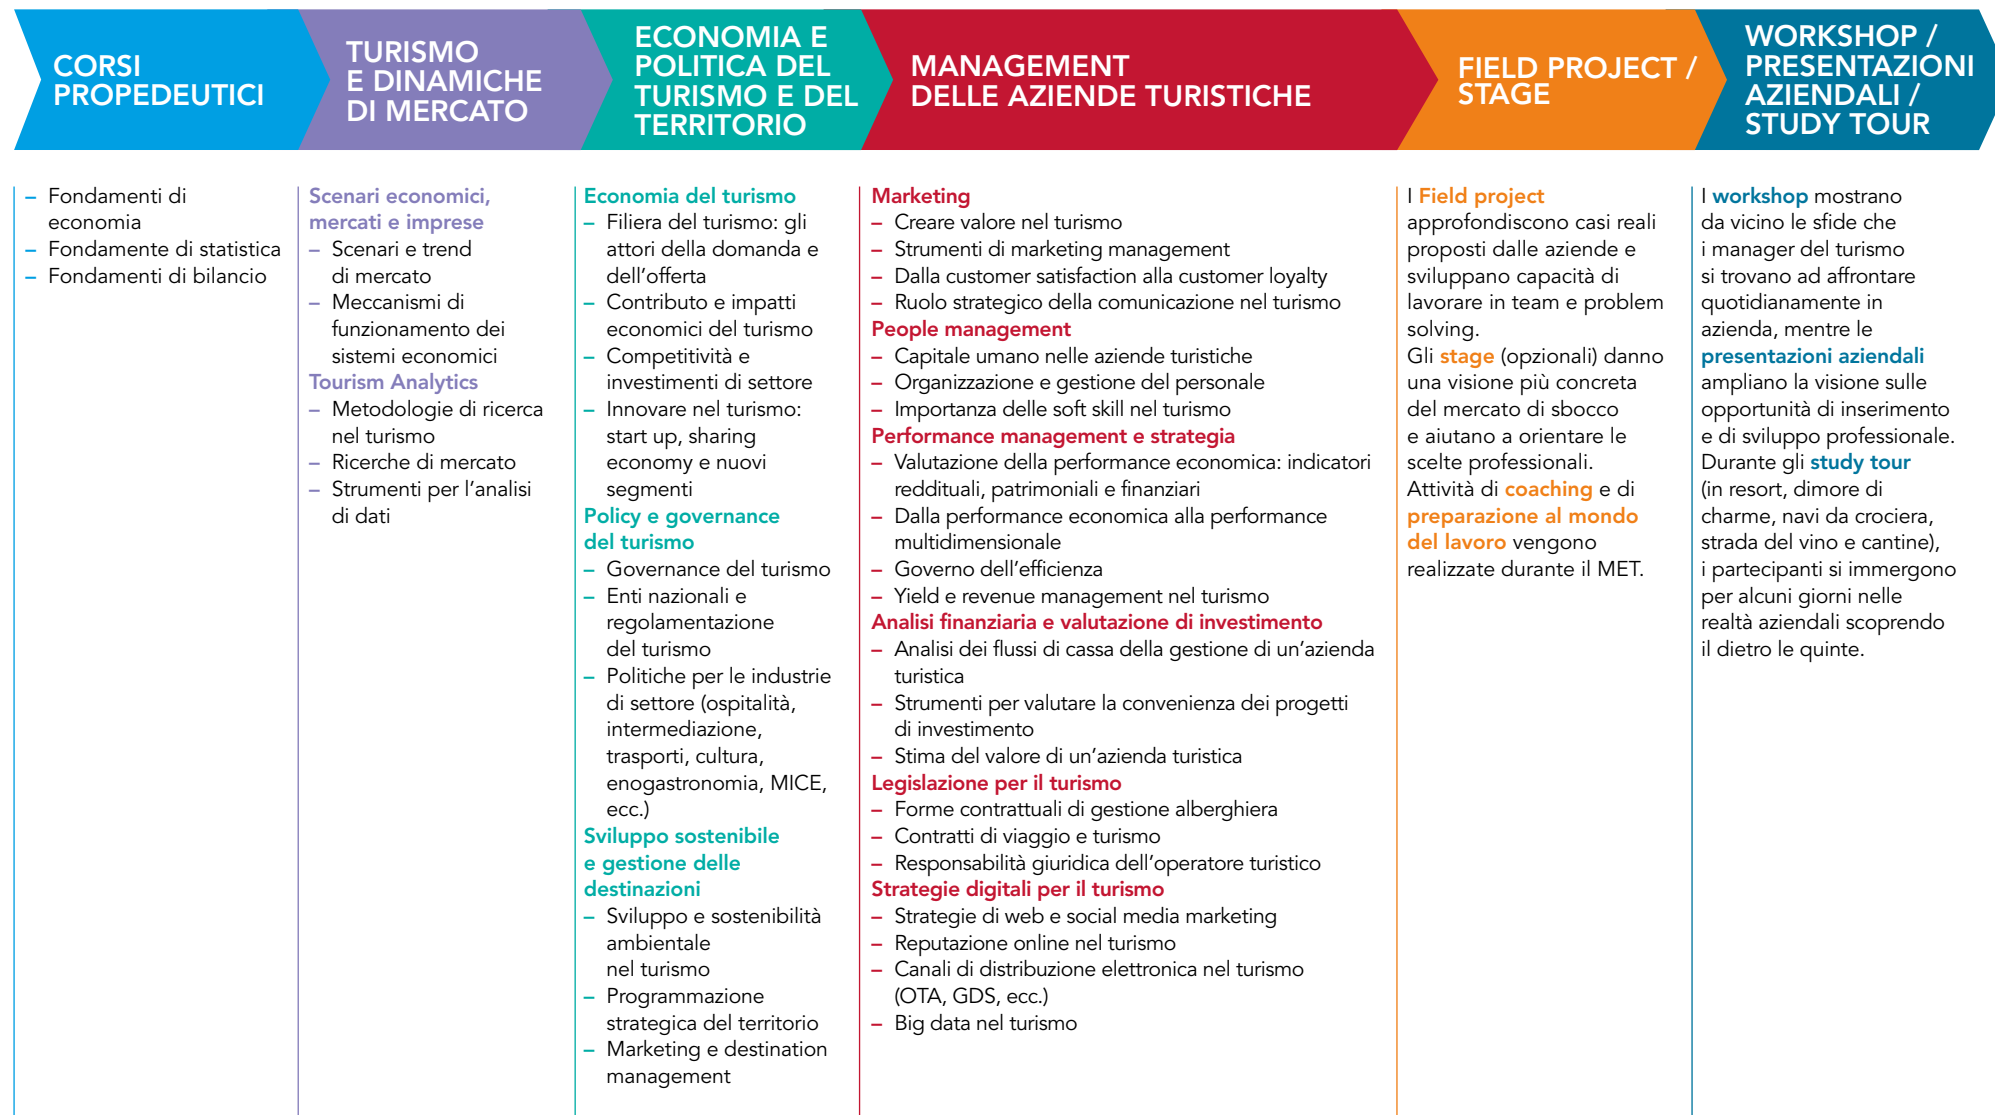 CORSI
PROPEDEUTICI
TURISMO
E DINAMICHE
DI MERCATO
ECONOMIA E
POLITICA DEL
TURISMO E DEL
TERRITORIO
MANAGEMENT
DELLE AZIENDE TURISTICHE
FIELD PROJECT /
STAGE
WORKSHOP /
PRESENTAZIONI
AZIENDALI /
STUDY TOUR
– Fondamenti di
economia
– Fondamente di statistica
– Fondamenti di bilancio
Scenari economici,
mercati e imprese
– Scenari e trend
di mercato
– Meccanismi di
funzionamento dei
sistemi economici
Tourism Analytics
– Metodologie di ricerca
nel turismo
– Ricerche di mercato
– Strumenti per l'analisi
di dati
Economia del turismo
– Filiera del turismo: gli
attori della domanda e
dell'offerta
– Contributo e impatti
economici del turismo
– Competitività e
investimenti di settore
– Innovare nel turismo:
start up, sharing
economy e nuovi
segmenti
Policy e governance
del turismo
– Governance del turismo
– Enti nazionali e
regolamentazione
del turismo
– Politiche per le industrie
di settore (ospitalità,
intermediazione,
trasporti, cultura,
enogastronomia, MICE,
ecc.)
Sviluppo sostenibile
e gestione delle
destinazioni
– Sviluppo e sostenibilità
ambientale
nel turismo
– Programmazione
strategica del territorio
– Marketing e destination
management
Marketing
– Creare valore nel turismo
– Strumenti di marketing management
– Dalla customer satisfaction alla customer loyalty
– Ruolo strategico della comunicazione nel turismo
People management
– Capitale umano nelle aziende turistiche
– Organizzazione e gestione del personale
– Importanza delle soft skill nel turismo
Performance management e strategia
– Valutazione della performance economica: indicatori
reddituali, patrimoniali e finanziari
– Dalla performance economica alla performance
multidimensionale
– Governo dell'efficienza
– Yield e revenue management nel turismo
Analisi finanziaria e valutazione di investimento
– Analisi dei flussi di cassa della gestione di un'azienda
turistica
– Strumenti per valutare la convenienza dei progetti
di investimento
– Stima del valore di un'azienda turistica
Legislazione per il turismo
– Forme contrattuali di gestione alberghiera
– Contratti di viaggio e turismo
– Responsabilità giuridica dell'operatore turistico
Strategie digitali per il turismo
– Strategie di web e social media marketing
– Reputazione online nel turismo
– Canali di distribuzione elettronica nel turismo
(OTA, GDS, ecc.)
– Big data nel turismo
I Field project
approfondiscono casi reali
proposti dalle aziende e
sviluppano capacità di
lavorare in team e problem
solving.
Gli stage (opzionali) danno
una visione più concreta
del mercato di sbocco
e aiutano a orientare le
scelte professionali.
Attività di coaching e di
preparazione al mondo
del lavoro vengono
realizzate durante il MET.
I workshop mostrano
da vicino le sfide che
i manager del turismo
si trovano ad affrontare
quotidianamente in
azienda, mentre le
presentazioni aziendali
ampliano la visione sulle
opportunità di inserimento
e di sviluppo professionale.
Durante gli study tour
(in resort, dimore di
charme, navi da crociera,
strada del vino e cantine),
i partecipanti si immergono
per alcuni giorni nelle
realtà aziendali scoprendo
il dietro le quinte.